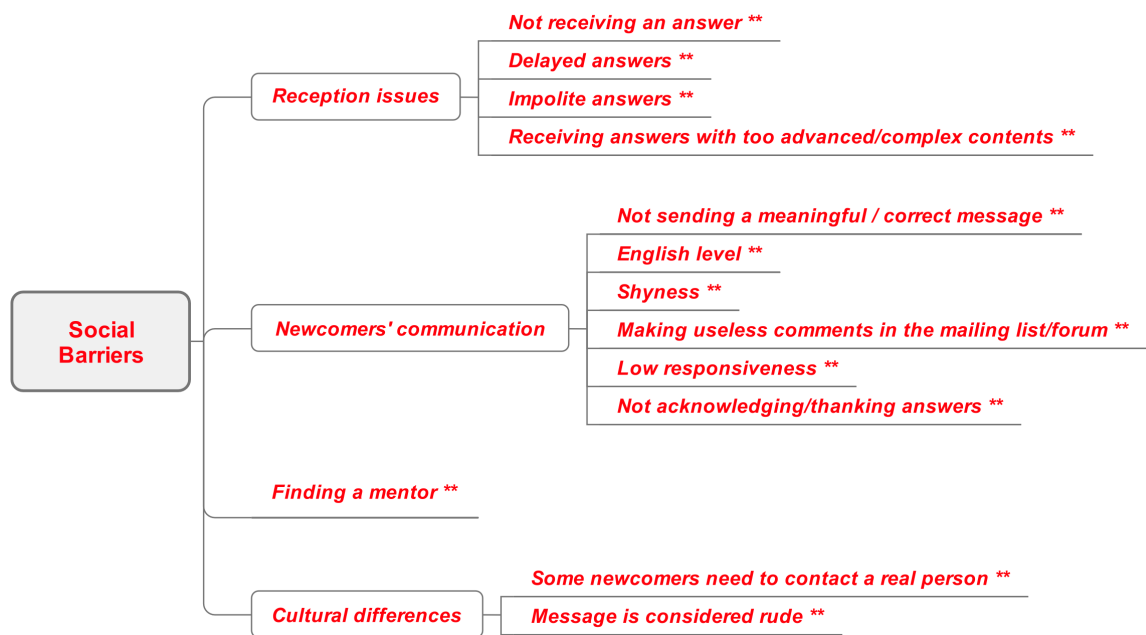 Social
Barriers
Reception issues
Not receiving an answer **
Delayed answers **
Impolite answers **
Receiving answers with too advanced/complex contents **
Newcomers' communication
Not sending a meaningful / correct message **
English level **
Shyness **
Making useless comments in the mailing list/forum **
Low responsiveness **
Not acknowledging/thanking answers **
Finding a mentor **
Cultural differences
Some newcomers need to contact a real person **
Message is considered rude **